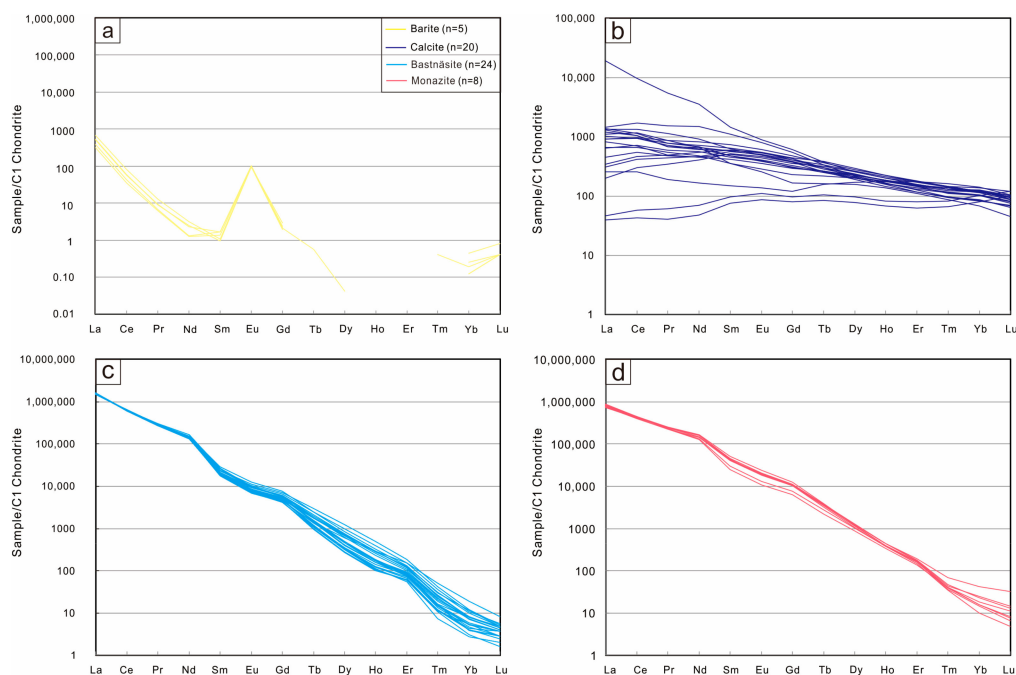 a
Sample/C1 Chondrite
1,000,000
100,000
10,000
1000
100
10
1
0.10
0.01
La Ce Pr Nd Sm Eu Gd Tb Dy Ho Er Tm Yb Lu
Barite (n=5)
Calcite (n=20)
Bastnäsite (n=24)
Monazite (n=8)
b
Sample/C1 Chondrite
100,000
10,000
1000
100
10
1
La Ce Pr Nd Sm Eu Gd Tb Dy Ho Er Tm Yb Lu
c
Sample/C1 Chondrite
10,000,000
1,000,000
100,000
10,000
1000
100
10
1
La Ce Pr Nd Sm Eu Gd Tb Dy Ho Er Tm Yb Lu
d
Sample/C1 Chondrite
10,000,000
1,000,000
100,000
10,000
1000
100
10
1
La Ce Pr Nd Sm Eu Gd Tb Dy Ho Er Tm Yb Lu